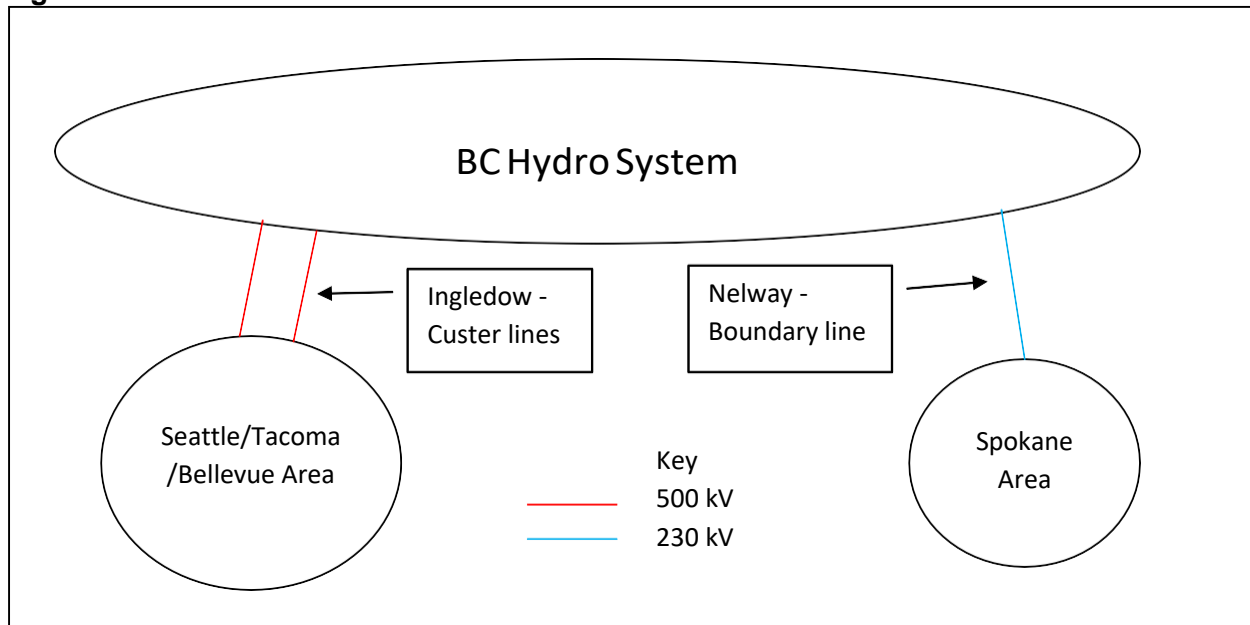 BC Hydro System
Ingledow -
Custer lines
Nelway -
Boundary line
Seattle/Tacoma
/Bellevue Area
Spokane
Area
Key
500 kV
230 kV